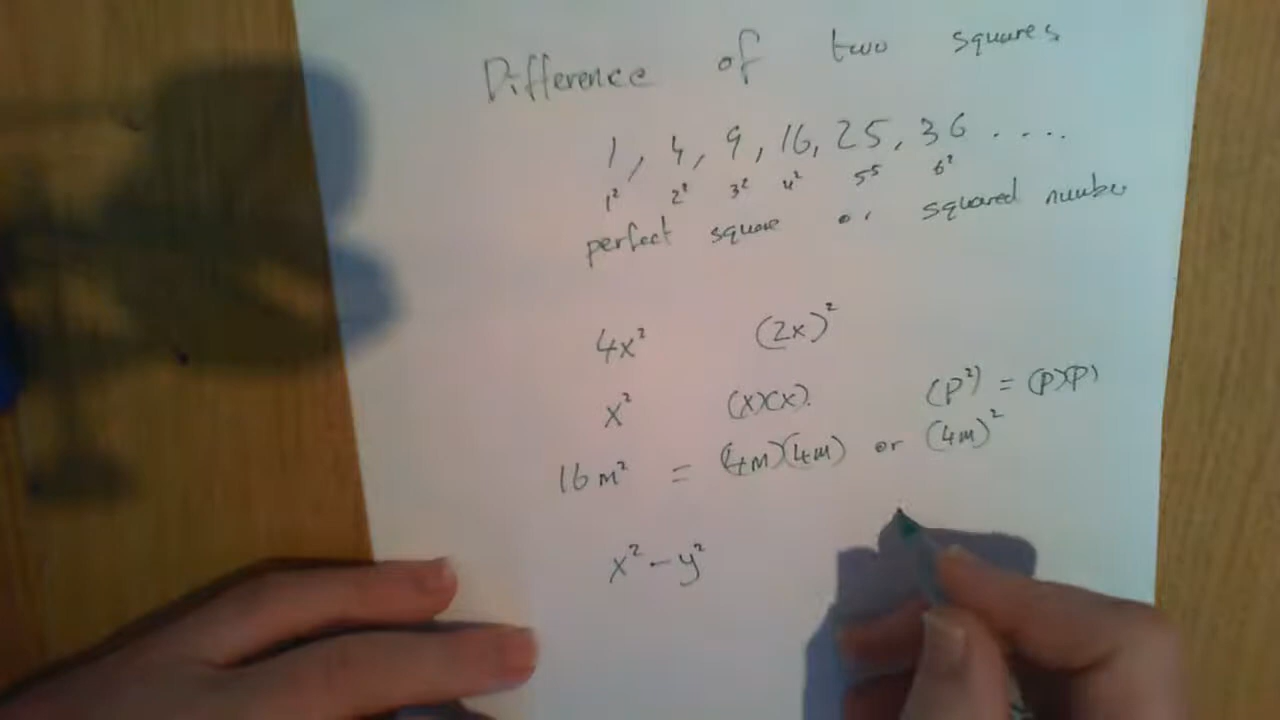 Difference of two squares
1, 4, 9, 16, 25, 36 ....
1² 2² 3² 4² 5⁵ 6²
perfect square or squared number
4x² (2x)²
x² (x)(x). (p²) = (p)(p)
16m² = (4m)(4m) or (4m)²
x² - y²